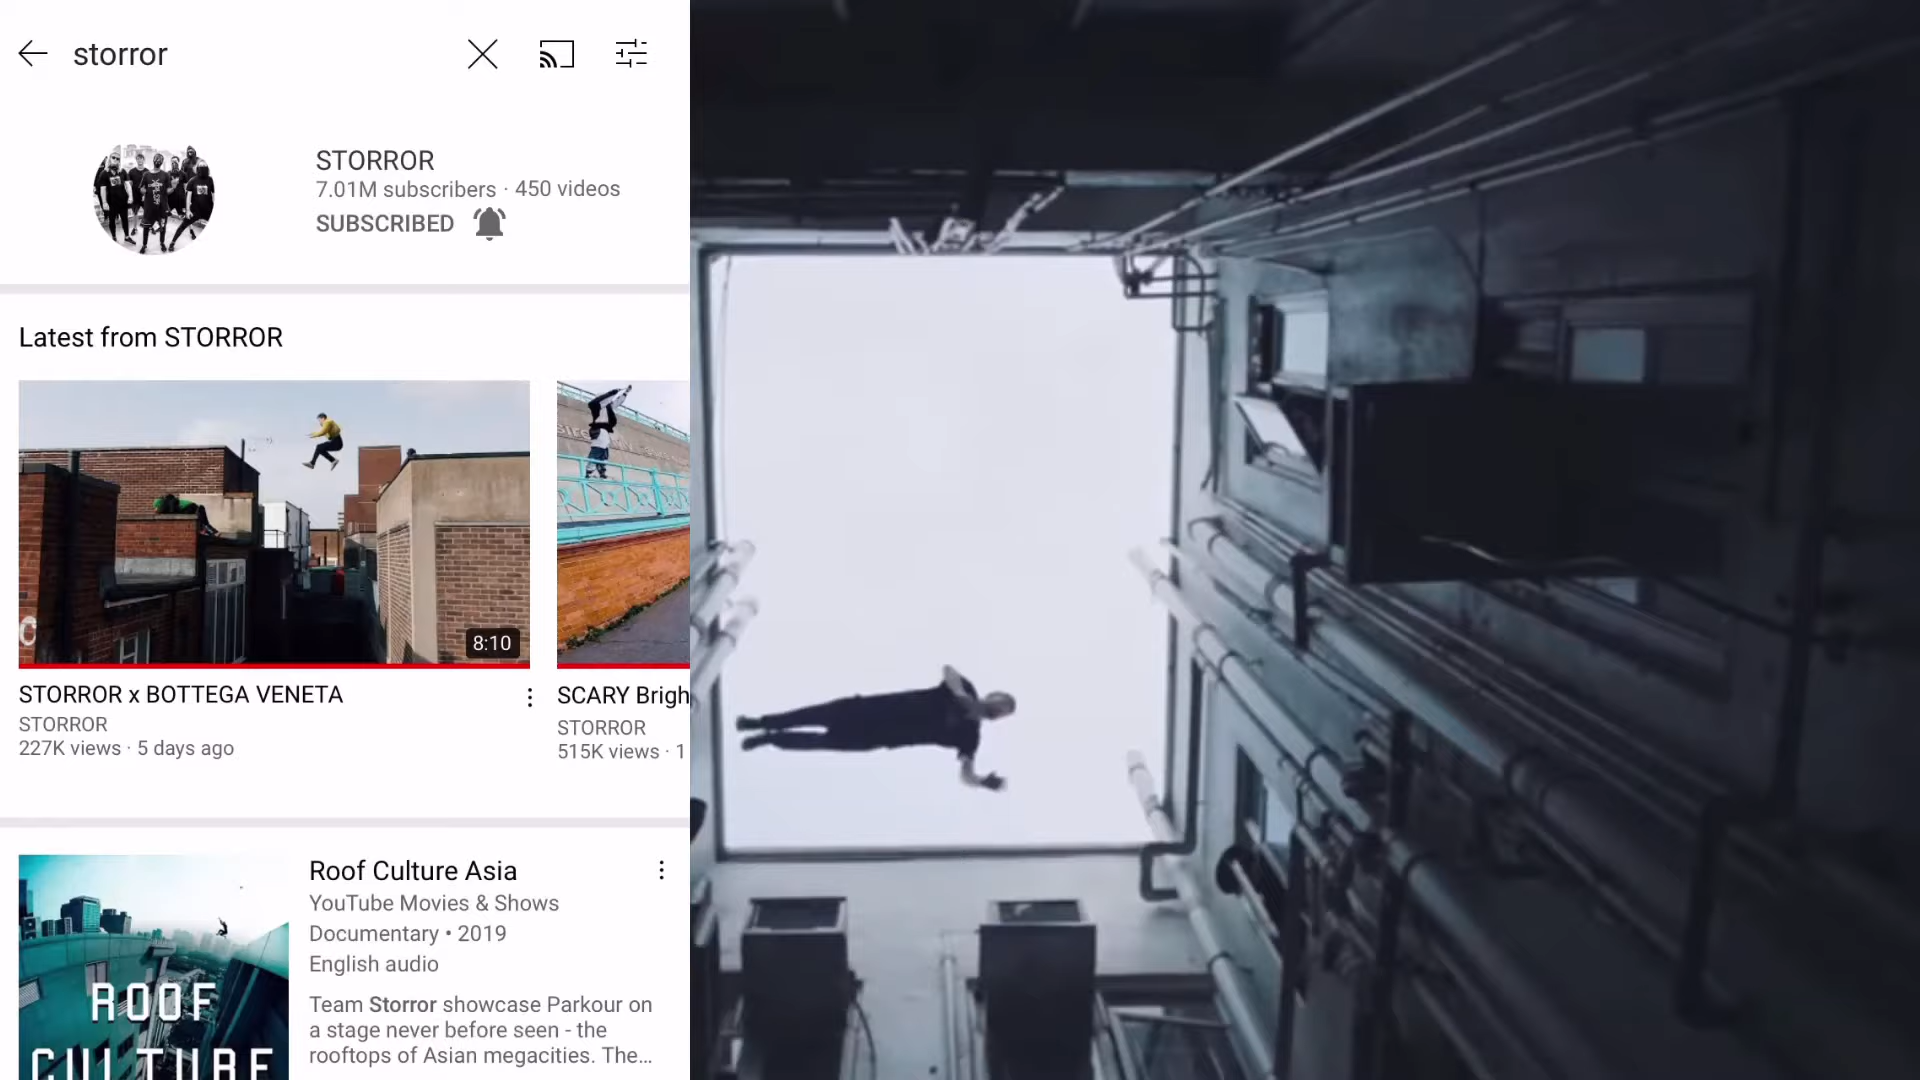 storror
STORROR
7.01M subscribers · 450 videos
SUBSCRIBED
Latest from STORROR
8:10
STORROR x BOTTEGA VENETA
STORROR
227K views · 5 days ago
SCARY Brigh
STORROR
515K views · 1
Roof Culture Asia
YouTube Movies & Shows
Documentary • 2019
English audio
Team Storror showcase Parkour on
a stage never before seen - the
rooftops of Asian megacities. The...
ROOF
CULTURE